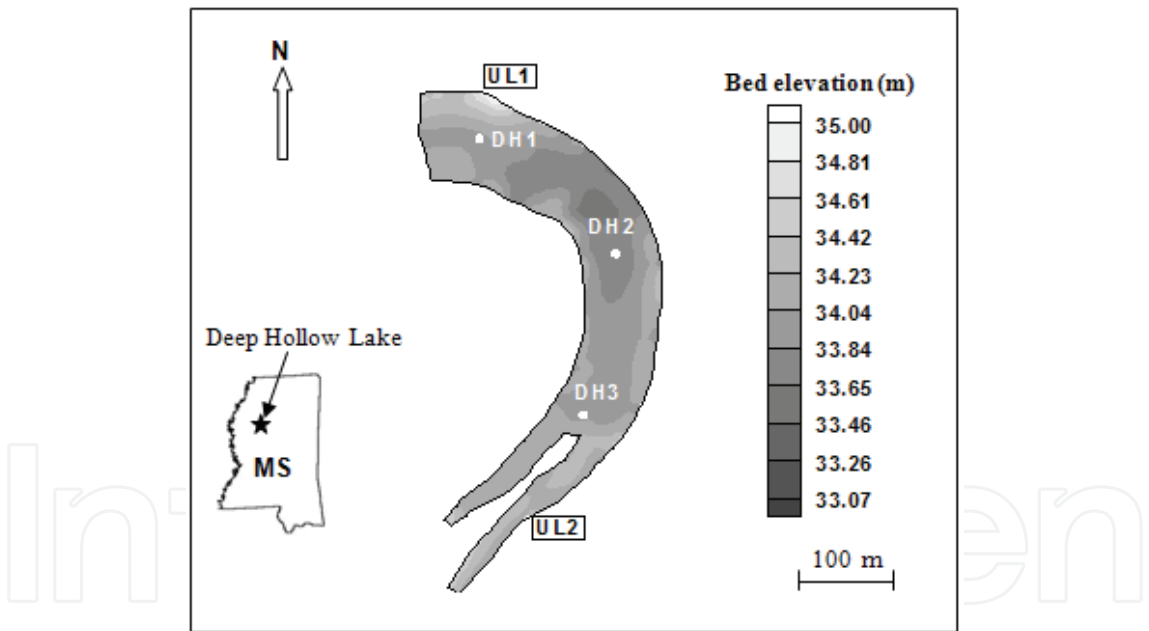 N
UL1
DH1
DH2
DH3
UL2
Bed elevation (m)
35.00
34.81
34.61
34.42
34.23
34.04
33.84
33.65
33.46
33.26
33.07
100 m
Deep Hollow Lake
MS